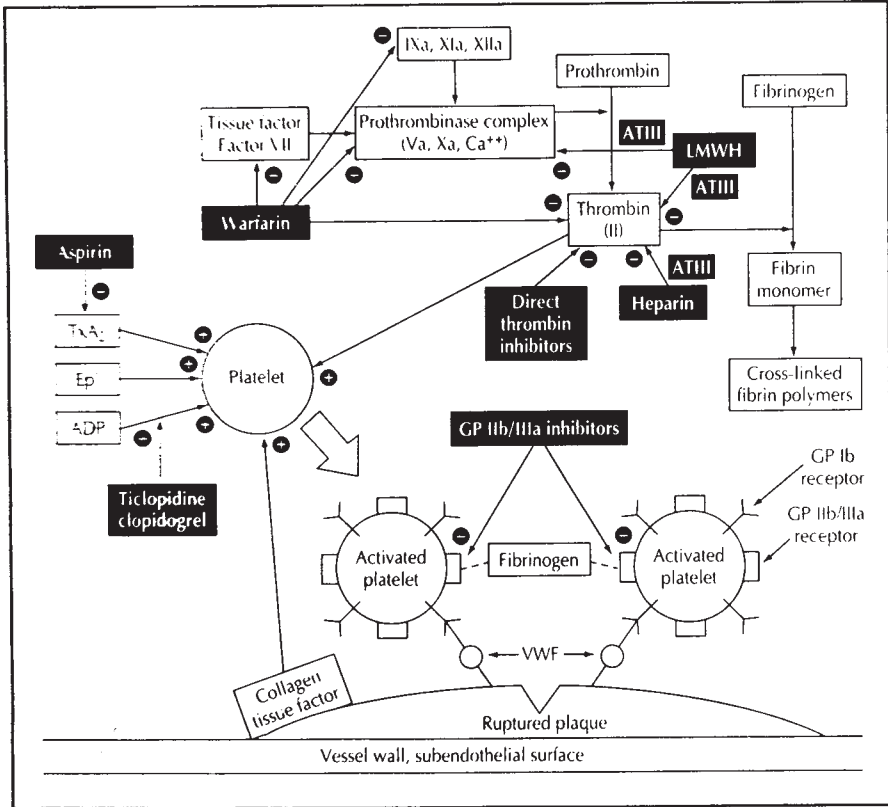 IXa, XIa, XIIa
Prothrombin
Fibrinogen
Tissue factor
Factor VII
Prothrombinase complex
(Va, Xa, Ca++)
ATIII
LMWH
ATIII
Warfarin
Thrombin
(II)
Aspirin
ATIII
Fibrin
monomer
Direct
thrombin
inhibitors
Heparin
TxA2
Platelet
Epi
Cross-linked
fibrin polymers
ADP
GP IIb/IIIa inhibitors
GP Ib
receptor
Ticlopidine
clopidogrel
GP IIb/IIIa
receptor
Activated
platelet
Fibrinogen
Activated
platelet
VWF
Collagen
tissue factor
Ruptured plaque
Vessel wall, subendothelial surface